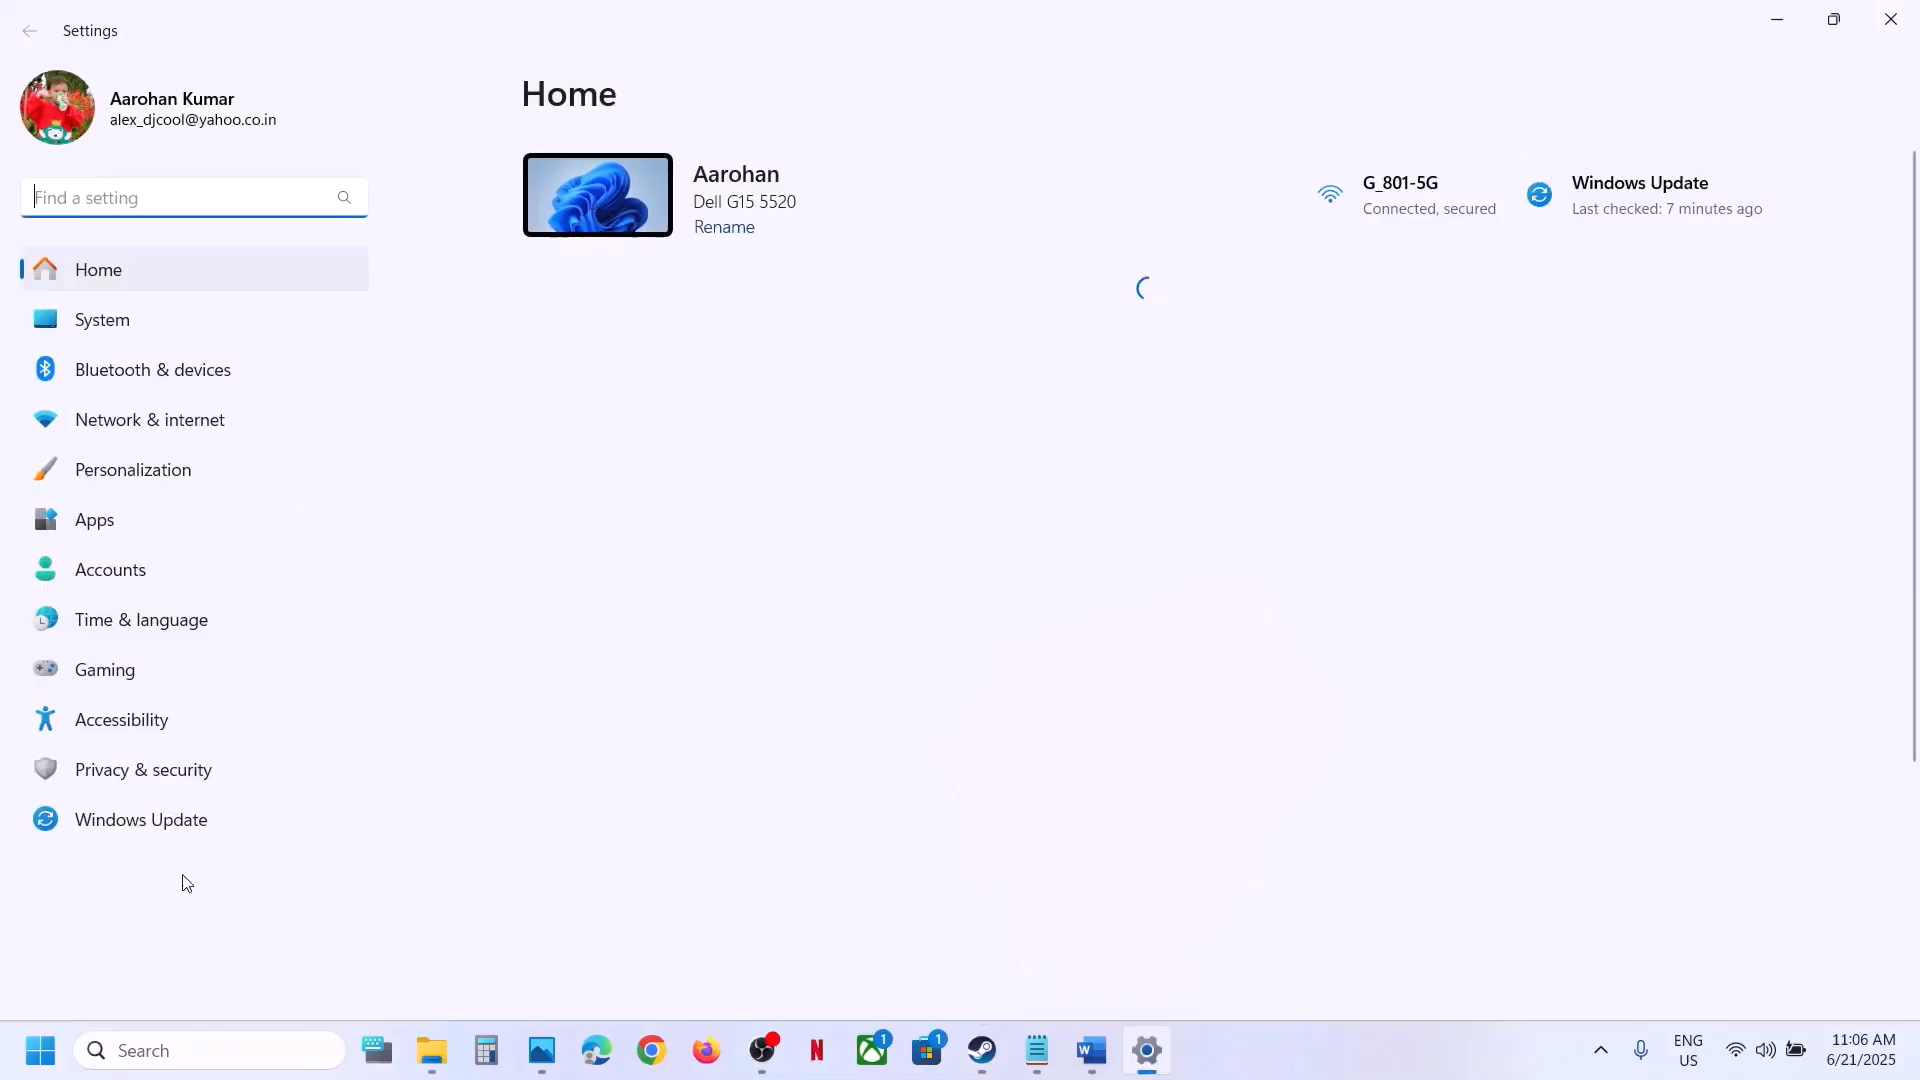 Settings
Aarohan Kumar
alex_djcool@yahoo.co.in
Find a setting
Home
System
Bluetooth & devices
Network & internet
Personalization
Apps
Accounts
Time & language
Gaming
Accessibility
Privacy & security
Windows Update
Home
Aarohan
Dell G15 5520
Rename
G_801-5G
Connected, secured
Windows Update
Last checked: 7 minutes ago
Search
N
1
1
W
ENG
US
11:06 AM
6/21/2025